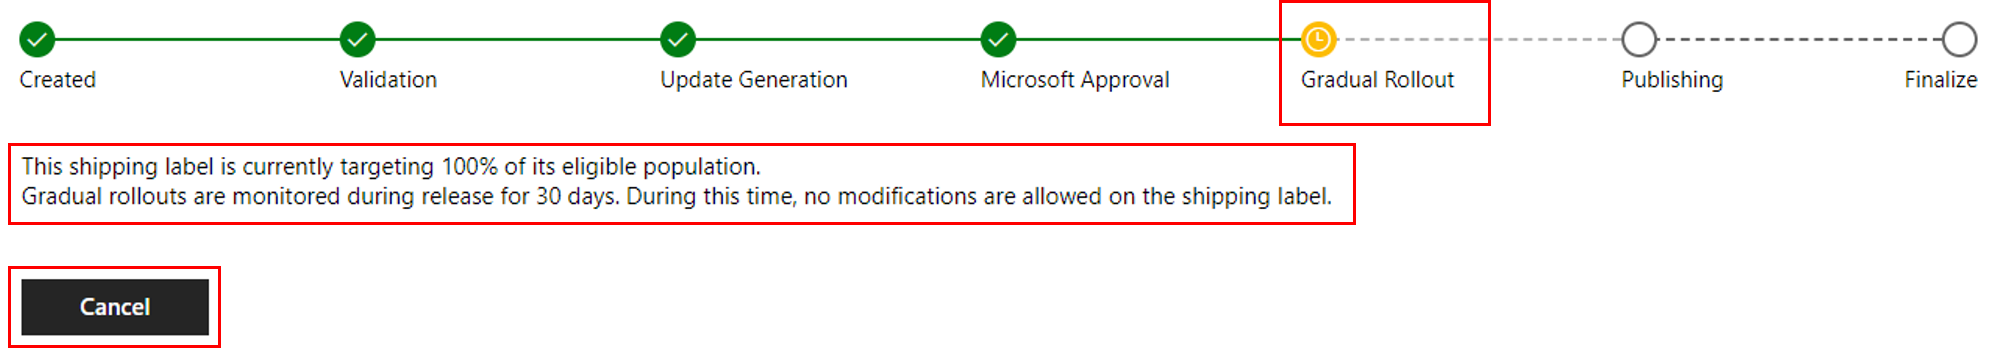 Created
Validation
Update Generation
Microsoft Approval
Gradual Rollout
Publishing
Finalize
This shipping label is currently targeting 100% of its eligible population.
Gradual rollouts are monitored during release for 30 days. During this time, no modifications are allowed on the shipping label.
Cancel